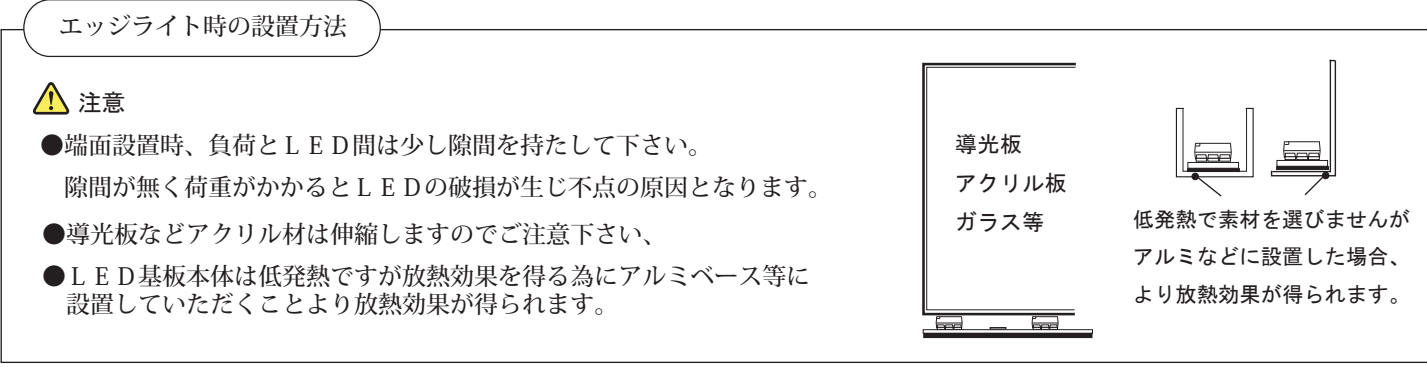 エッジライト時の設置方法
注意
●端面設置時、負荷とＬＥＤ間は少し隙間を持たして下さい。
隙間が無く荷重がかかるとＬＥＤの破損が生じ不点の原因となります。
●導光板などアクリル材は伸縮しますのでご注意下さい、
●ＬＥＤ基板本体は低発熱ですが放熱効果を得る為にアルミベース等に
設置していただくことより放熱効果が得られます。
導光板
アクリル板
ガラス等
低発熱で素材を選びませんが
アルミなどに設置した場合、
より放熱効果が得られます。